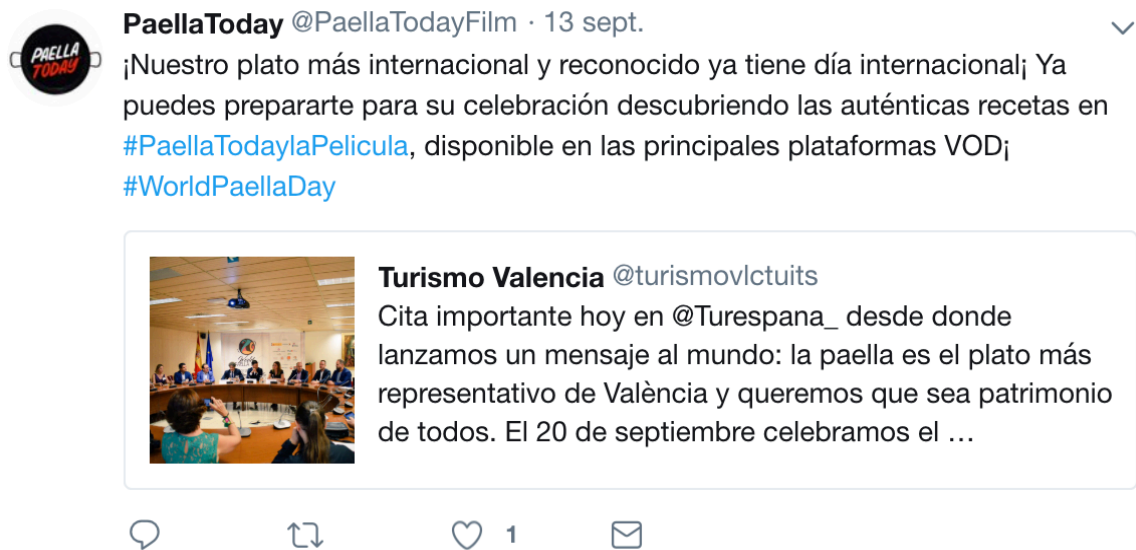 PAELLA
TODAY
PaellaToday @PaellaTodayFilm · 13 sept.
¡Nuestro plato más internacional y reconocido ya tiene día internacional¡ Ya
puedes prepararte para su celebración descubriendo las auténticas recetas en
#PaellaTodaylaPelicula, disponible en las principales plataformas VOD¡
#WorldPaellaDay
Turismo Valencia @turismovlctuits
Cita importante hoy en @Turespana_ desde donde
lanzamos un mensaje al mundo: la paella es el plato más
representativo de València y queremos que sea patrimonio
de todos. El 20 de septiembre celebramos el …
1